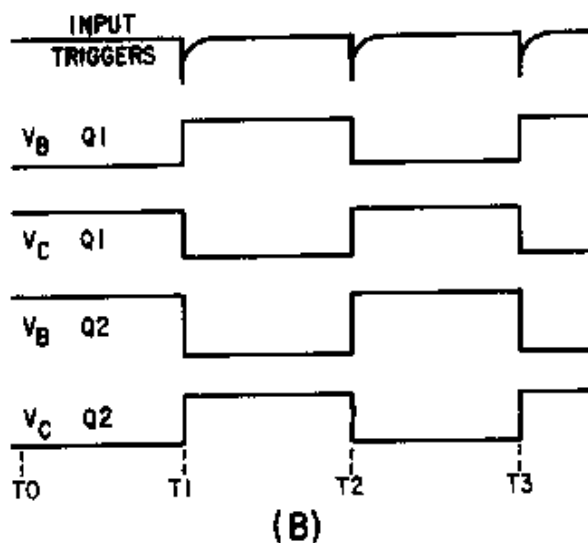 INPUT
TRIGGERS
VB Q1
VC Q1
VB Q2
VC Q2
T0 T1 T2 T3
(B)